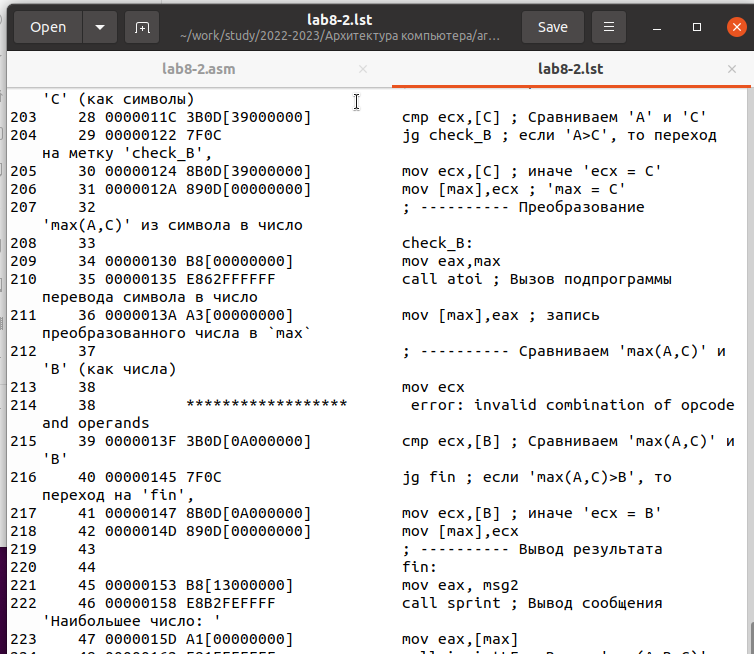 Open
lab8-2.lst
~/work/study/2022-2023/Архитектура компьютера/аг…
Save
lab8-2.asm
lab8-2.lst
'C' (как символы)
203 28 0000011C 3B0D[39000000] cmp ecx,[C] ; Сравниваем 'A' и 'C'
204 29 00000122 7F0C jg check_B ; если 'A>C', то переход
на метку 'check_B',
205 30 00000124 8B0D[39000000] mov ecx,[C] ; иначе 'ecx = C'
206 31 0000012A 890D[00000000] mov [max],ecx ; 'max = C'
207 32 ; ---------- Преобразование
'max(A,C)' из символа в число
208 33 check_B:
209 34 00000130 B8[00000000] mov eax,max
210 35 00000135 E862FFFFFF call atoi ; Вызов подпрограммы
перевода символа в число
211 36 0000013A A3[00000000] mov [max],eax ; запись
преобразованного числа в `max`
212 37 ; ---------- Сравниваем 'max(A,C)' и
'B' (как числа)
213 38 mov ecx
214 38 ****************** error: invalid combination of opcode
and operands
215 39 0000013F 3B0D[0A000000] cmp ecx,[B] ; Сравниваем 'max(A,C)' и
'B'
216 40 00000145 7F0C jg fin ; если 'max(A,C)>B', то
переход на 'fin',
217 41 00000147 8B0D[0A000000] mov ecx,[B] ; иначе 'ecx = B'
218 42 0000014D 890D[00000000] mov [max],ecx
219 43 ; ---------- Вывод результата
220 44 fin:
221 45 00000153 B8[13000000] mov eax, msg2
222 46 00000158 E8B2FEFFFF call sprint ; Вывод сообщения
'Наибольшее число: '
223 47 0000015D A1[00000000] mov eax,[max]